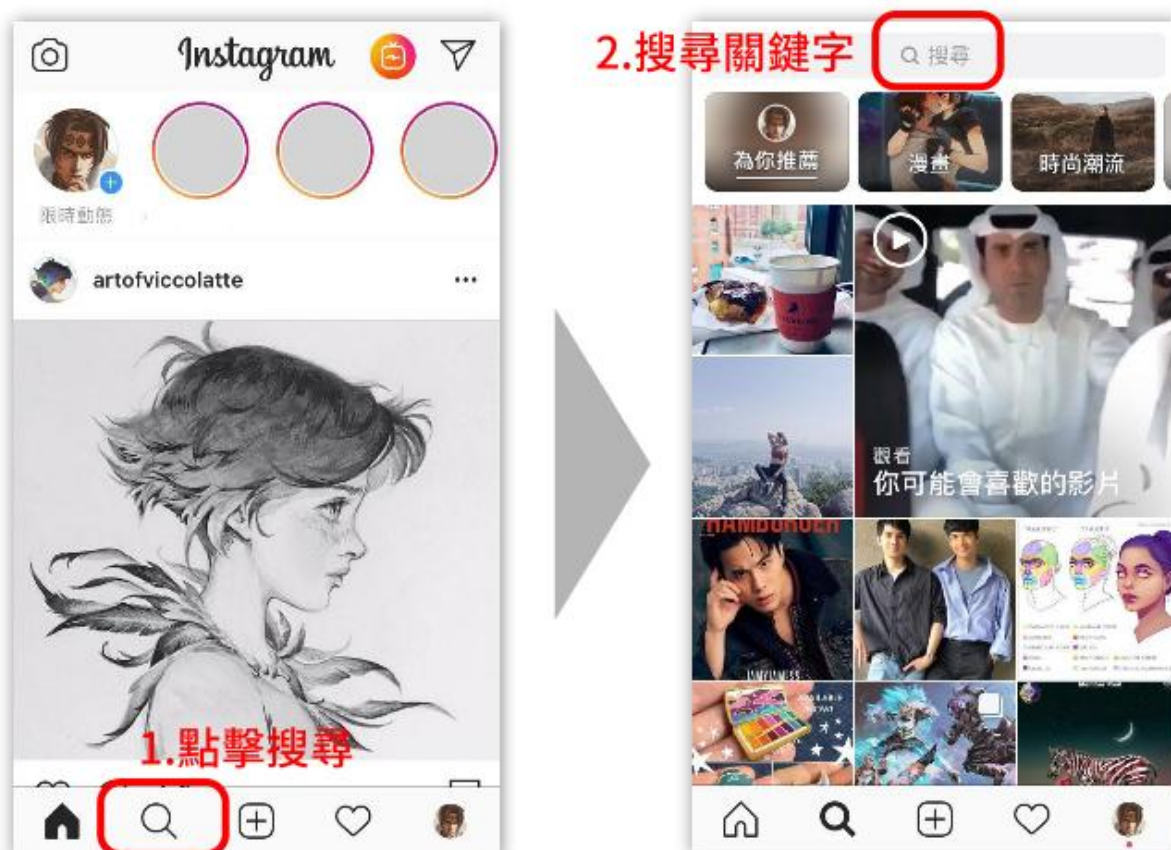 Instagram
限時動態
artofviccolatte
1.點擊搜尋
2.搜尋關鍵字
搜尋
為你推薦
漫畫
時尚潮流
觀看
你可能會喜歡的影片
HAMBURGER